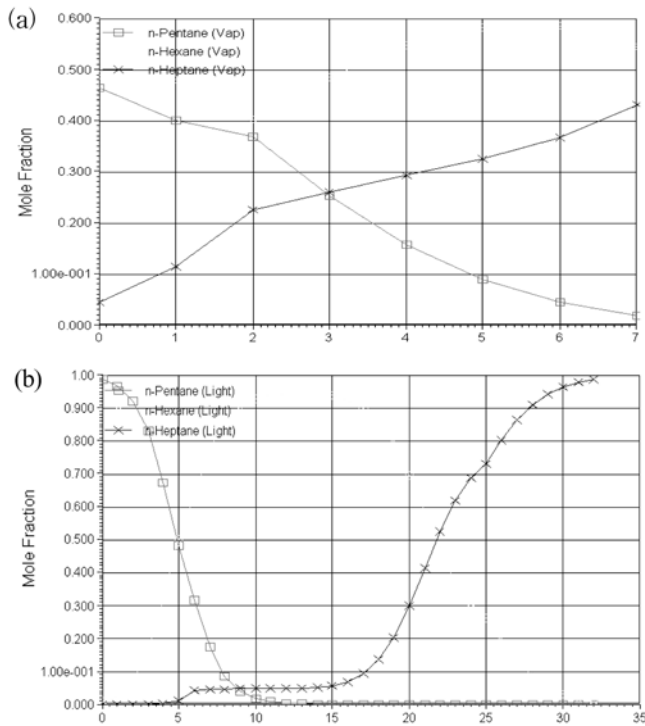 (a)
0.600
n-Pentane (Vap)
n-Hexane (Vap)
n-Heptane (Vap)
0.500
0.400
0.300
0.200
1.00e-001
0.000
Mole Fraction
0 1 2 3 4 5 6 7
(b)
1.00
n-Pentane (Light)
n-Hexane (Light)
n-Heptane (Light)
0.900
0.800
0.700
0.600
0.500
0.400
0.300
0.200
1.00e-001
0.000
Mole Fraction
0 5 10 15 20 25 30 35